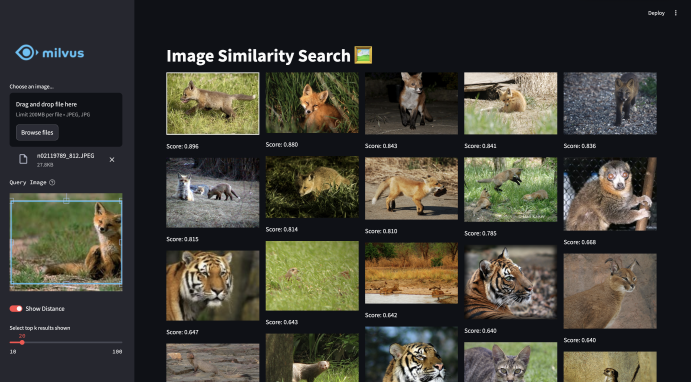 Deploy
milvus
Image Similarity Search
Choose an image...
Drag and drop file here
Limit 200MB per file • JPEG, JPG
Browse files
n02119789_812.JPEG
27.8KB
Query Image
Show Distance
Select top k results shown
20
10 100
Score: 0.896
Score: 0.880
Score: 0.843
Score: 0.841
Score: 0.836
Score: 0.815
Score: 0.814
Score: 0.810
Score: 0.785
Score: 0.668
Score: 0.647
Score: 0.643
Score: 0.642
Score: 0.640
Score: 0.640